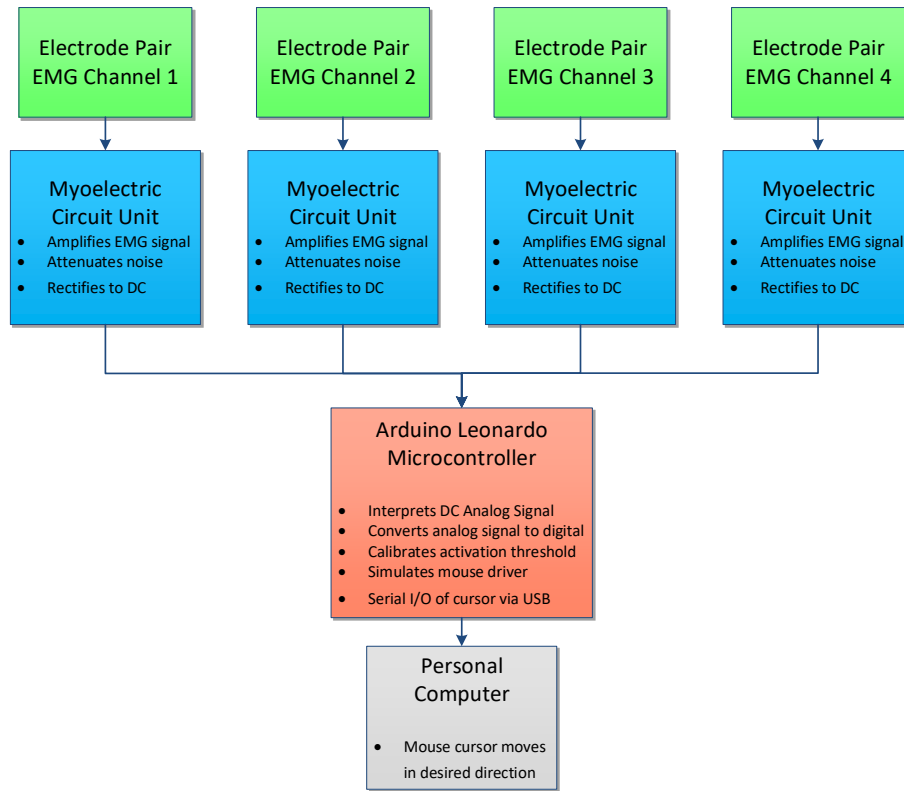 Electrode Pair
EMG Channel 1
Electrode Pair
EMG Channel 2
Electrode Pair
EMG Channel 3
Electrode Pair
EMG Channel 4
Myoelectric
Circuit Unit
• Amplifies EMG signal
• Attenuates noise
• Rectifies to DC
Myoelectric
Circuit Unit
• Amplifies EMG signal
• Attenuates noise
• Rectifies to DC
Myoelectric
Circuit Unit
• Amplifies EMG signal
• Attenuates noise
• Rectifies to DC
Myoelectric
Circuit Unit
• Amplifies EMG signal
• Attenuates noise
• Rectifies to DC
Arduino Leonardo
Microcontroller
• Interprets DC Analog Signal
• Converts analog signal to digital
• Calibrates activation threshold
• Simulates mouse driver
• Serial I/O of cursor via USB
Personal
Computer
• Mouse cursor moves
in desired direction